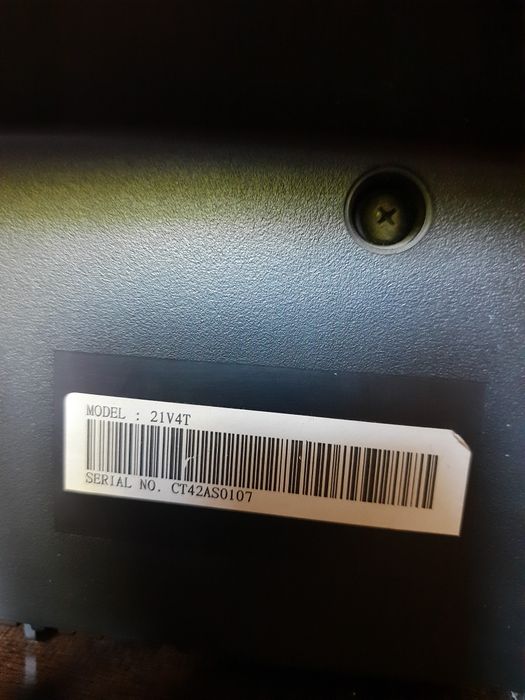 MODEL : 21V4T
SERIAL NO. CT42AS0107